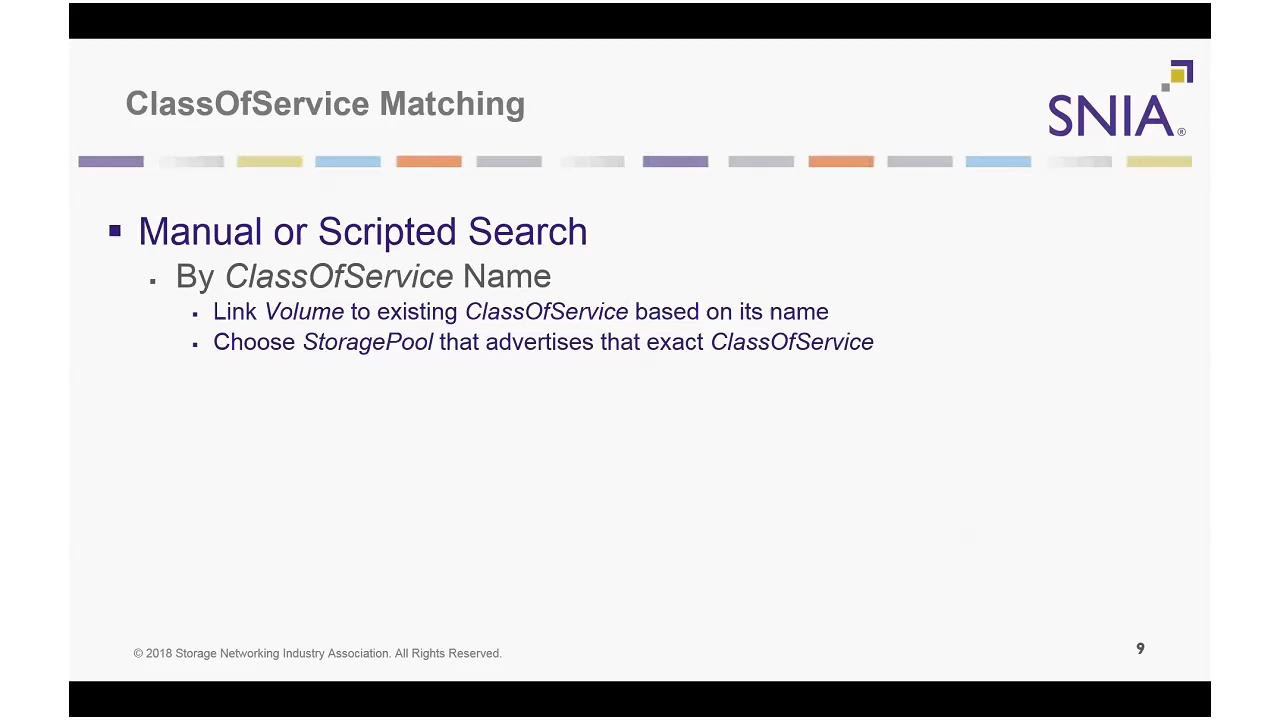 ClassOfService Matching
SNIA®
▪ Manual or Scripted Search
▪ By ClassOfService Name
▪ Link Volume to existing ClassOfService based on its name
▪ Choose StoragePool that advertises that exact ClassOfService
© 2018 Storage Networking Industry Association. All Rights Reserved.
9